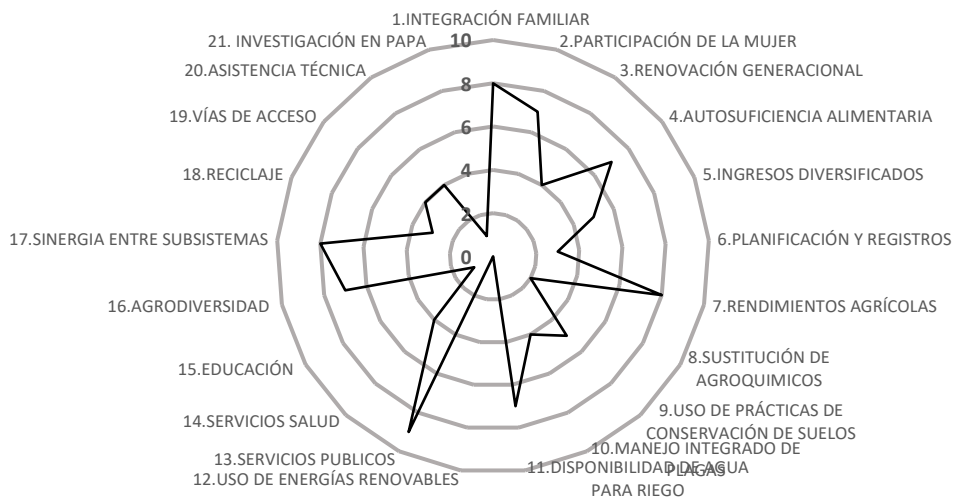 1.INTEGRACIÓN FAMILIAR
2.PARTICIPACIÓN DE LA MUJER
3.RENOVACIÓN GENERACIONAL
4.AUTOSUFICIENCIA ALIMENTARIA
5.INGRESOS DIVERSIFICADOS
6.PLANIFICACIÓN Y REGISTROS
7.RENDIMIENTOS AGRÍCOLAS
8.SUSTITUCIÓN DE
AGROQUIMICOS
9.USO DE PRÁCTICAS DE
CONSERVACIÓN DE SUELOS
10.MANEJO INTEGRADO DE
PLAGAS
11.DISPONIBILIDAD DE AGUA
PARA RIEGO
12.USO DE ENERGÍAS RENOVABLES
13.SERVICIOS PUBLICOS
14.SERVICIOS SALUD
15.EDUCACIÓN
16.AGRODIVERSIDAD
17.SINERGIA ENTRE SUBSISTEMAS
18.RECICLAJE
19.VÍAS DE ACCESO
20.ASISTENCIA TÉCNICA
21. INVESTIGACIÓN EN PAPA
10
8
6
4
2
0